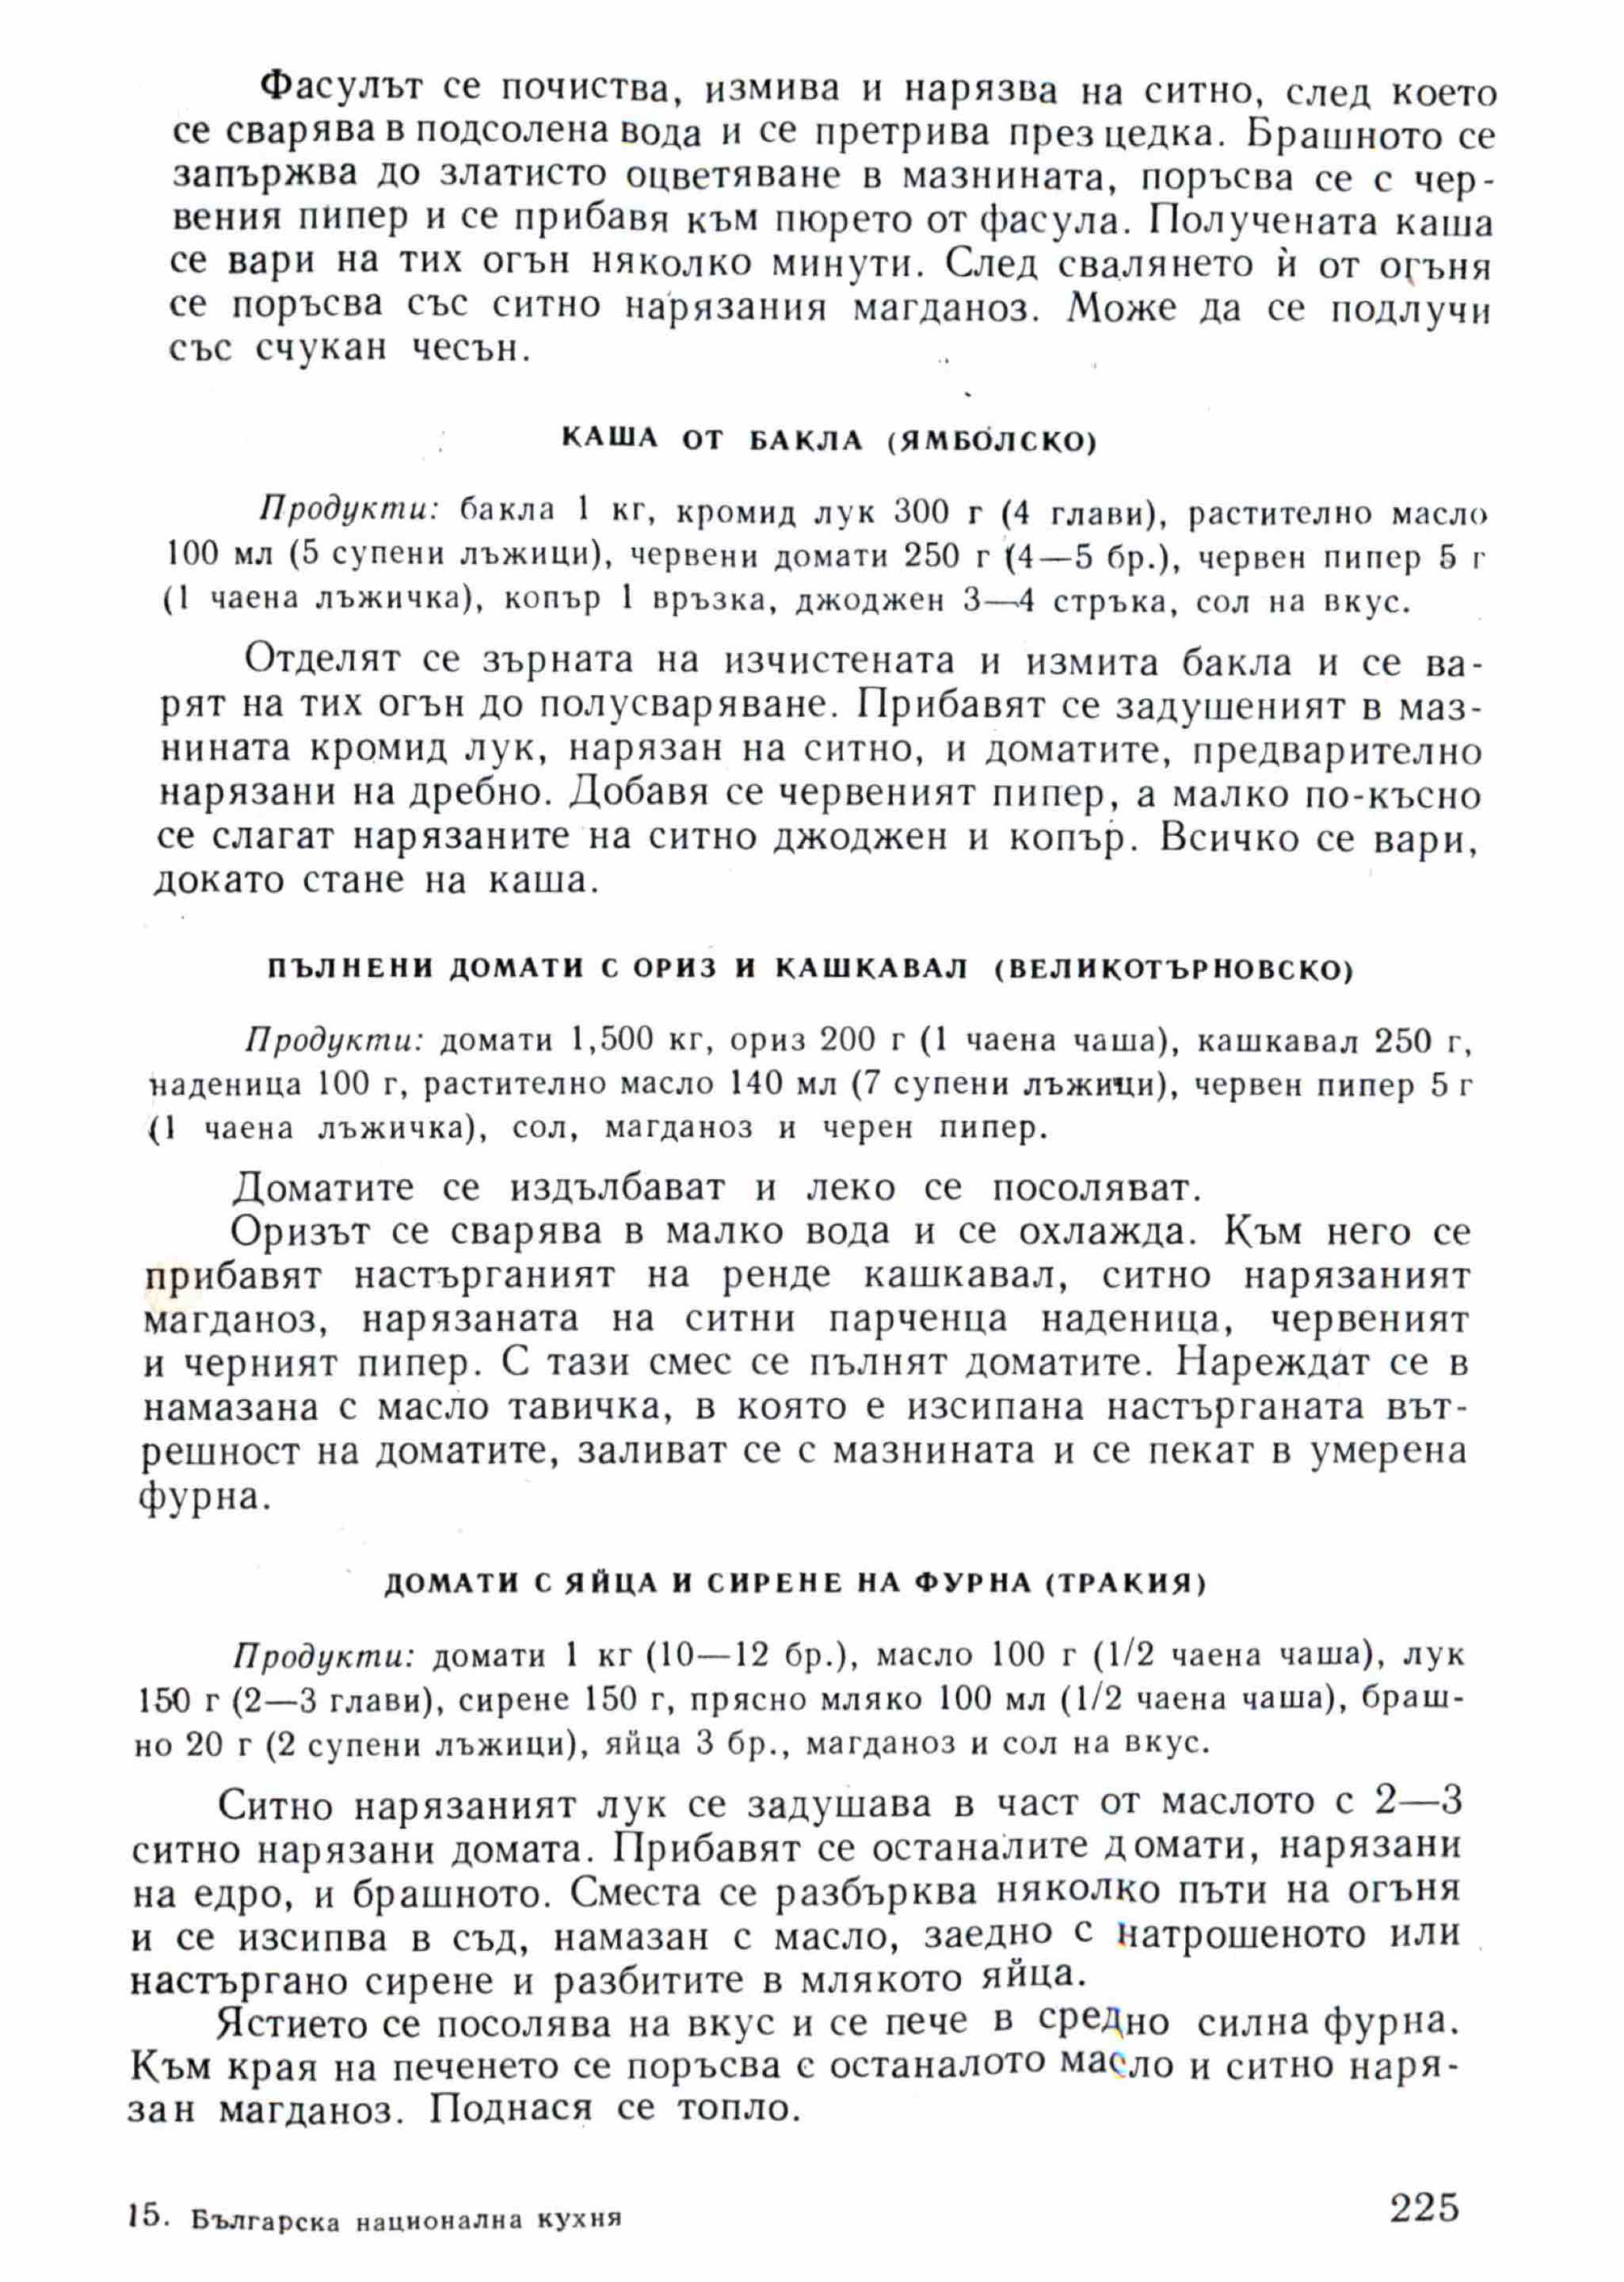 Фасулът се почиства, измива и нарязва на ситно, след което
се сварява в подсолена вода и се претрива през цедка. Брашното се
запържва до златисто оцветяване в мазнината, поръсва се с чер-
вения пипер и се прибавя към пюрето от фасула. Получената каша
се вари на тих огън няколко минути. След свалянето ѝ от огъня
се поръсва със ситно нарязания магданоз. Може да се подлучи
със счукан чесън.
КАША ОТ БАКЛА (ЯМБОЛСКО)
Продукти: бакла 1 кг, кромид лук 300 г (4 глави), растително масло
100 мл (5 супени лъжици), червени домати 250 г (4—5 бр.), червен пипер 5 г
(1 чаена лъжичка), копър 1 връзка, джоджен 3—4 стръка, сол на вкус.
Отделят се зърната на изчистената и измита бакла и се ва-
рят на тих огън до полусваряване. Прибавят се задушеният в маз-
нината кромид лук, нарязан на ситно, и доматите, предварително
нарязани на дребно. Добавя се червеният пипер, а малко по-късно
се слагат нарязаните на ситно джоджен и копър. Всичко се вари,
докато стане на каша.
ПЪЛНЕНИ ДОМАТИ С ОРИЗ И КАШКАВАЛ (ВЕЛИКОТЪРНОВСКО)
Продукти: домати 1,500 кг, ориз 200 г (1 чаена чаша), кашкавал 250 г,
наденица 100 г, растително масло 140 мл (7 супени лъжици), червен пипер 5 г
(1 чаена лъжичка), сол, магданоз и черен пипер.
Доматите се издълбават и леко се посоляват.
Оризът се сварява в малко вода и се охлажда. Към него се
прибавят настърганият на ренде кашкавал, ситно нарязаният
магданоз, нарязаната на ситни парченца наденица, червеният
и черният пипер. С тази смес се пълнят доматите. Нареждат се в
намазана с масло тавичка, в която е изсипана настърганата вът-
решност на доматите, заливат се с мазнината и се пекат в умерена
фурна.
ДОМАТИ С ЯЙЦА И СИРЕНЕ НА ФУРНА (ТРАКИЯ)
Продукти: домати 1 кг (10—12 бр.), масло 100 г (1/2 чаена чаша), лук
150 г (2—3 глави), сирене 150 г, прясно мляко 100 мл (1/2 чаена чаша), браш-
но 20 г (2 супени лъжици), яйца 3 бр., магданоз и сол на вкус.
Ситно нарязаният лук се задушава в част от маслото с 2—3
ситно нарязани домата. Прибавят се останалите домати, нарязани
на едро, и брашното. Сместа се разбърква няколко пъти на огъня
и се изсипва в съд, намазан с масло, заедно с натрошеното или
настъргано сирене и разбитите в млякото яйца.
Ястието се посолява на вкус и се пече в средно силна фурна.
Към края на печенето се поръсва с останалото масло и ситно наря-
зан магданоз. Поднася се топло.
15. Българска национална кухня 225